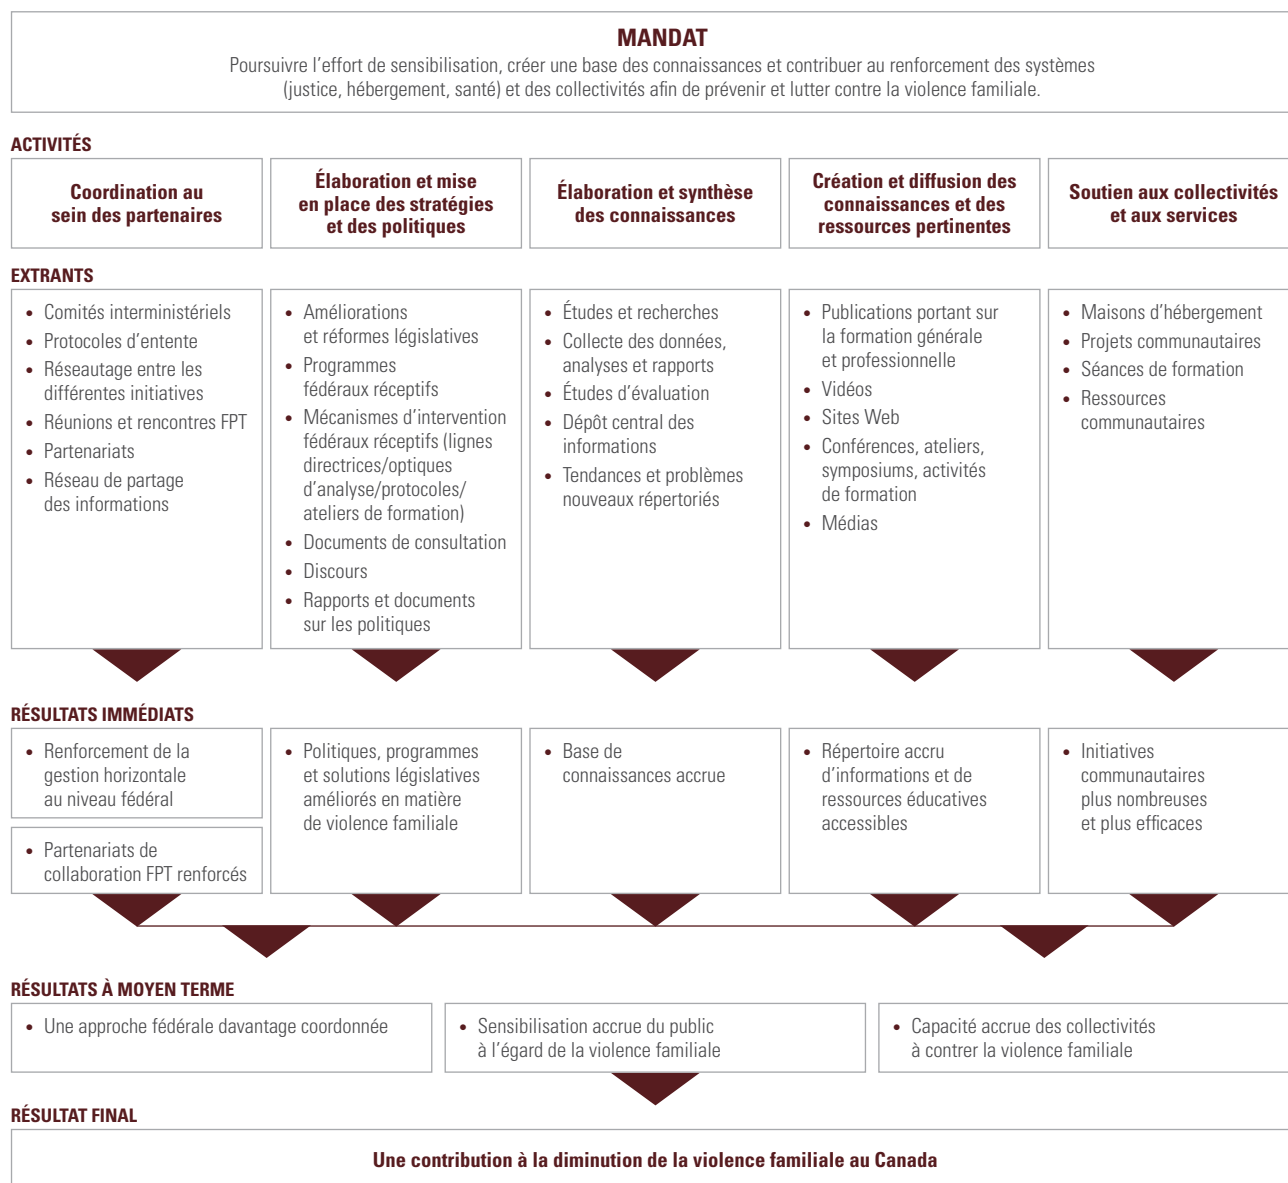 MANDAT
Poursuivre l'effort de sensibilisation, créer une base des connaissances et contribuer au renforcement des systèmes
(justice, hébergement, santé) et des collectivités afin de prévenir et lutter contre la violence familiale.
ACTIVITÉS
Coordination au
sein des partenaires
Élaboration et mise
en place des stratégies
et des politiques
Élaboration et synthèse
des connaissances
Création et diffusion des
connaissances et des
ressources pertinentes
Soutien aux collectivités
et aux services
EXTRANTS
• Comités interministériels
• Protocoles d'entente
• Réseautage entre les
différentes initiatives
• Réunions et rencontres FPT
• Partenariats
• Réseau de partage
des informations
• Améliorations
et réformes législatives
• Programmes
fédéraux réceptifs
• Mécanismes d'intervention
fédéraux réceptifs (lignes
directrices/optiques
d'analyse/protocoles/
ateliers de formation)
• Documents de consultation
• Discours
• Rapports et documents
sur les politiques
• Études et recherches
• Collecte des données,
analyses et rapports
• Études d'évaluation
• Dépôt central des
informations
• Tendances et problèmes
nouveaux répertoriés
• Publications portant sur
la formation générale
et professionnelle
• Vidéos
• Sites Web
• Conférences, ateliers,
symposiums, activités
de formation
• Médias
• Maisons d'hébergement
• Projets communautaires
• Séances de formation
• Ressources
communautaires
RÉSULTATS IMMÉDIATS
• Renforcement de la
gestion horizontale
au niveau fédéral
• Partenariats de
collaboration FPT renforcés
• Politiques, programmes
et solutions législatives
améliorés en matière
de violence familiale
• Base de
connaissances accrue
• Répertoire accru
d'informations et de
ressources éducatives
accessibles
• Initiatives
communautaires
plus nombreuses
et plus efficaces
RÉSULTATS À MOYEN TERME
• Une approche fédérale davantage coordonnée
• Sensibilisation accrue du public
à l'égard de la violence familiale
• Capacité accrue des collectivités
à contrer la violence familiale
RÉSULTAT FINAL
Une contribution à la diminution de la violence familiale au Canada